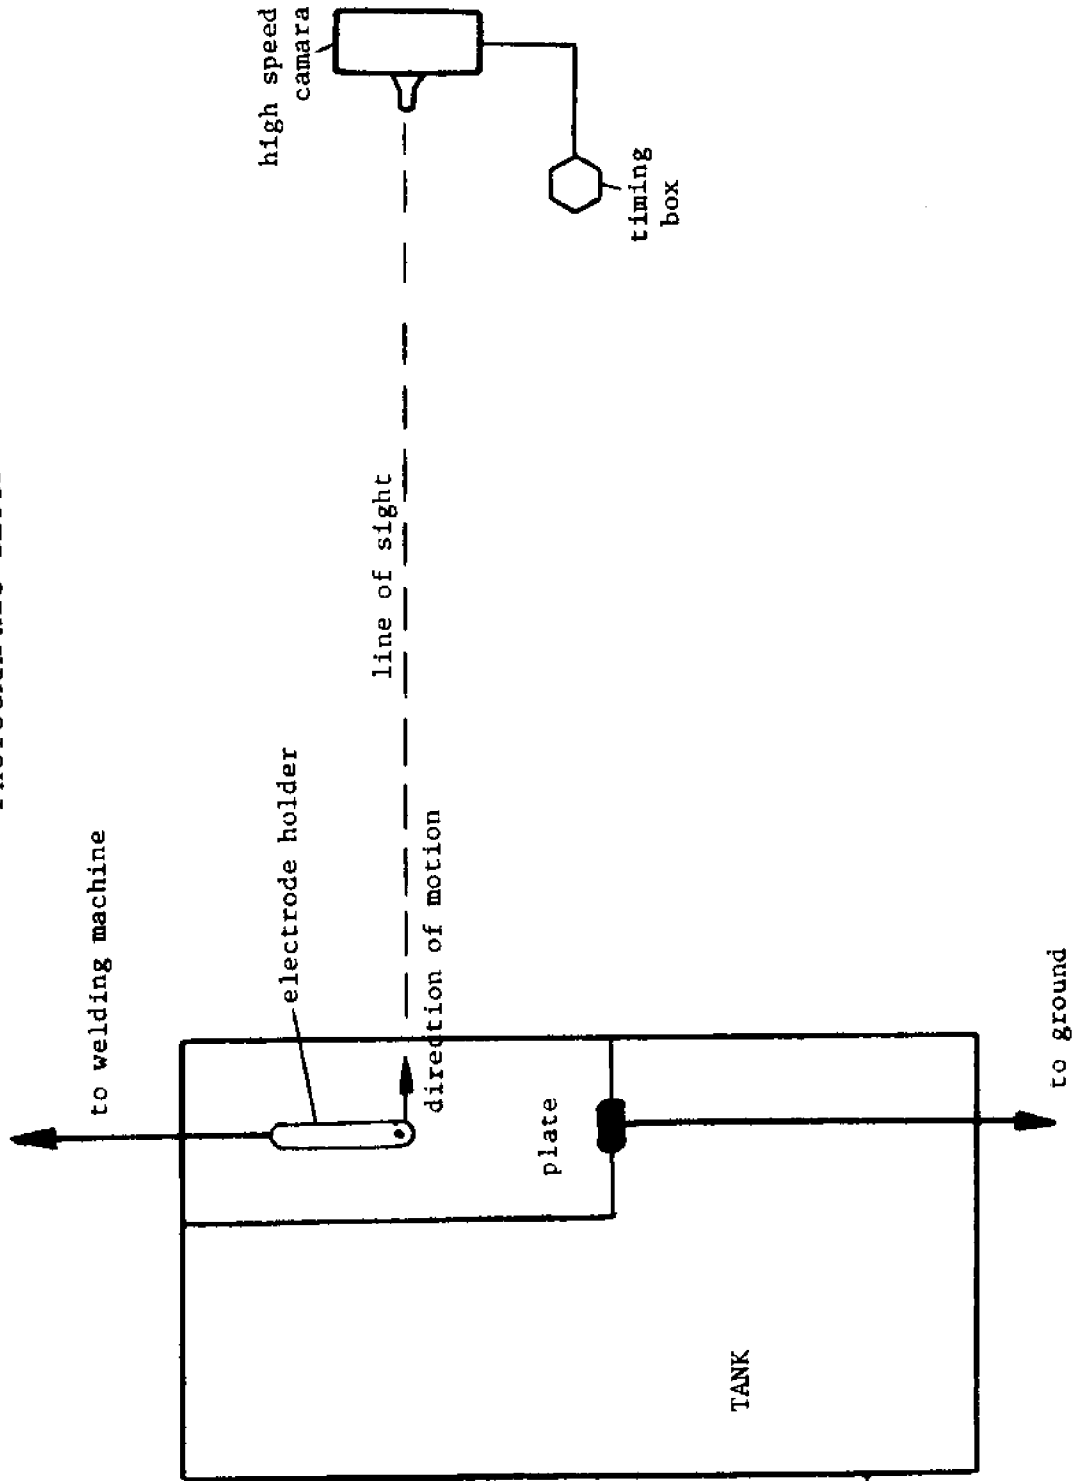 high speed
camara
timing
box
line of sight
electrode holder
direction of motion
to welding machine
plate
to ground
TANK